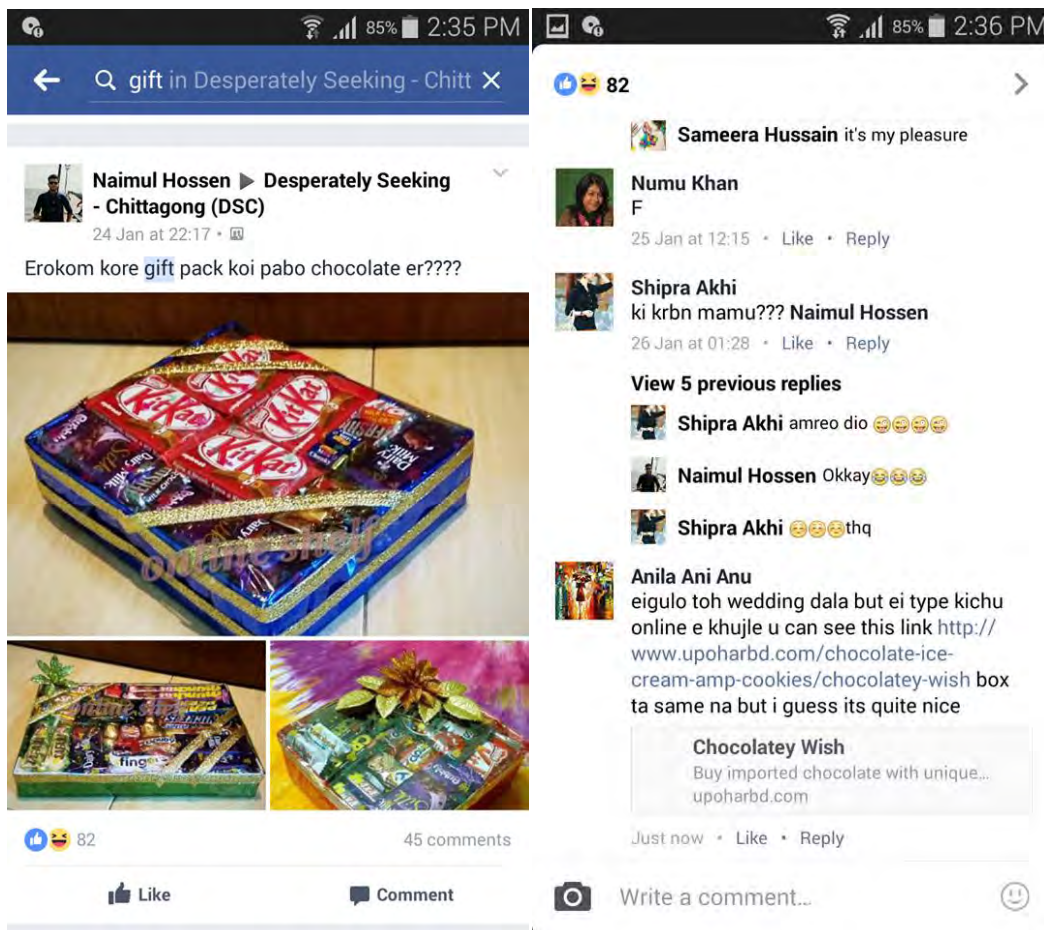 85% 2:35 PM
gift in Desperately Seeking - Chitt
Naimul Hossen ▶ Desperately Seeking
- Chittagong (DSC)
24 Jan at 22:17 •
Erokom kore gift pack koi pabo chocolate er????
KitKat
KitKat
KitKat
KitKat
Dairy Milk
Dairy Milk
Silk
online shelf
82
45 comments
Like
Comment
85% 2:36 PM
82
Sameera Hussain it's my pleasure
Numu Khan
F
25 Jan at 12:15 • Like • Reply
Shipra Akhi
ki krbn mamu??? Naimul Hossen
26 Jan at 01:28 • Like • Reply
View 5 previous replies
Shipra Akhi amreo dio 😜😜😜😜
Naimul Hossen Okkay😂😂😂
Shipra Akhi ☺☺☺thq
Anila Ani Anu
eigulo toh wedding dala but ei type kichu
online e khujle u can see this link http://
www.upoharbd.com/chocolate-ice-
cream-amp-cookies/chocolatey-wish box
ta same na but i guess its quite nice
Chocolatey Wish
Buy imported chocolate with unique...
upoharbd.com
Just now • Like • Reply
Write a comment...